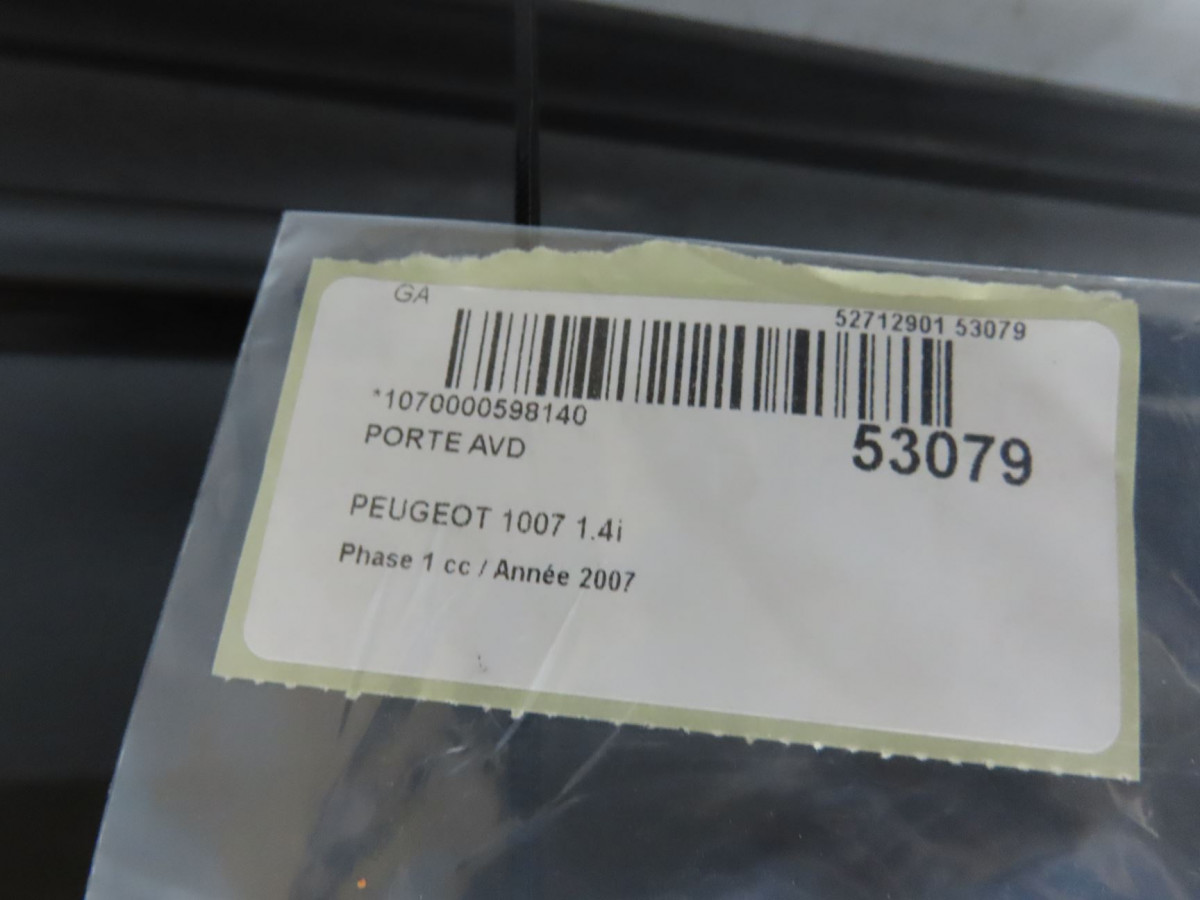 GA
52712901 53079
*1070000598140
53079
PORTE AVD
PEUGEOT 1007 1.4i
Phase 1 cc / Année 2007